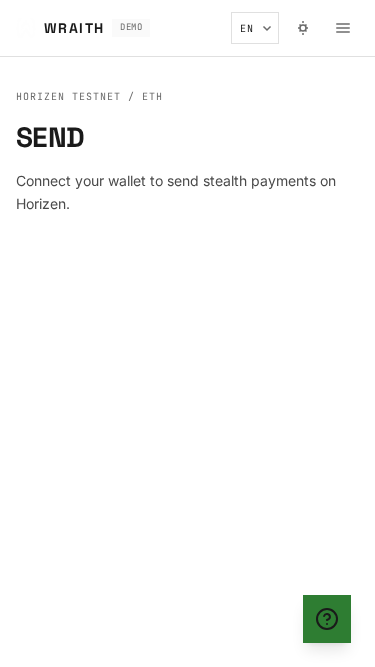 WRAITH
DEMO
EN
HORIZEN TESTNET / ETH
SEND
Connect your wallet to send stealth payments on
Horizen.